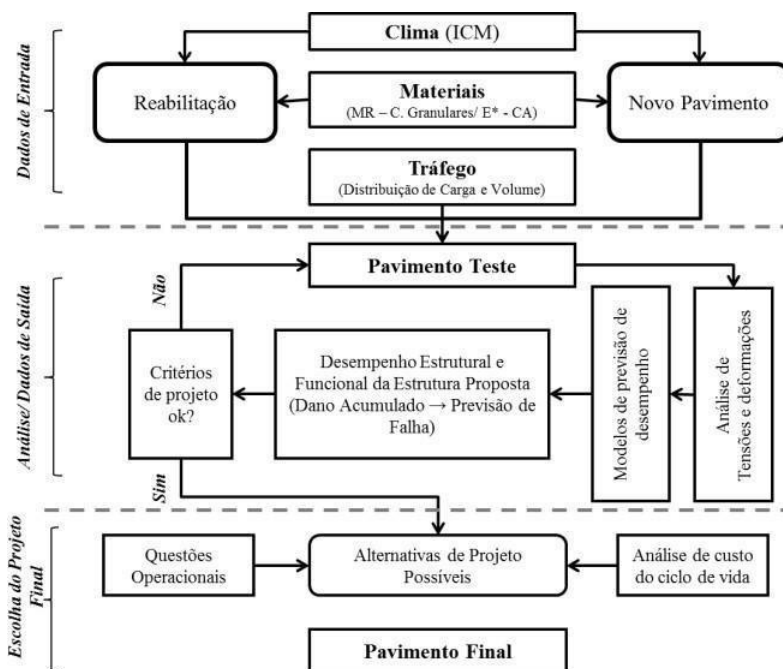 Dados de Entrada
Clima (ICM)
Reabilitação
Materiais
(MR – C. Granulares/ E* - CA)
Novo Pavimento
Tráfego
(Distribuição de Carga e Volume)
Análise/ Dados de Saída
Pavimento Teste
Não
Critérios
de projeto
ok?
Desempenho Estrutural e
Funcional da Estrutura Proposta
(Dano Acumulado → Previsão de
Falha)
Modelos de previsão de
desempenho
Análise de
Tensões e deformações
Sim
Escolha do Projeto
Final
Questões
Operacionais
Alternativas de Projeto
Possíveis
Análise de custo
do ciclo de vida
Pavimento Final